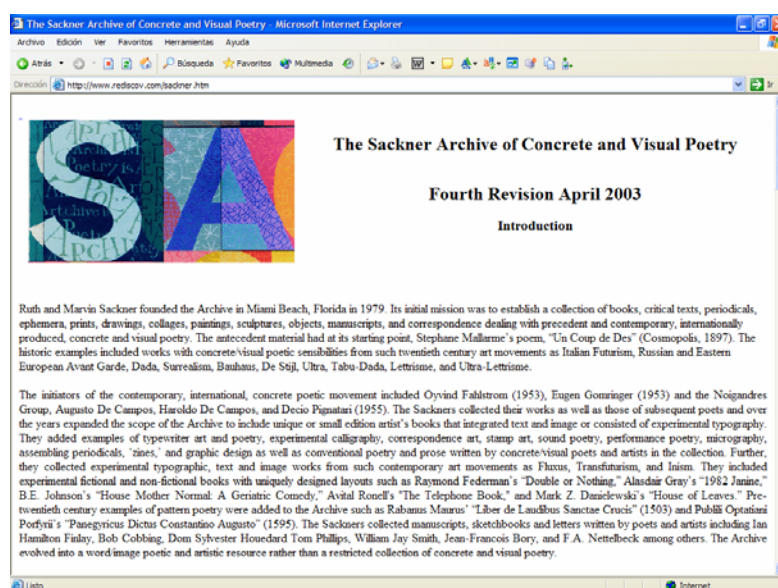 The Sackner Archive of Concrete and Visual Poetry - Microsoft Internet Explorer
Archivo Edición Ver Favoritos Herramientas Ayuda
Atrás Búsqueda Favoritos Multimedia
Dirección http://www.rediscov.com/sackner.htm Ir
SA
The Sackner Archive of Concrete and Visual Poetry
Fourth Revision April 2003
Introduction
Ruth and Marvin Sackner founded the Archive in Miami Beach, Florida in 1979. Its initial mission was to establish a collection of books, critical texts, periodicals,
ephemera, prints, drawings, collages, paintings, sculptures, objects, manuscripts, and correspondence dealing with precedent and contemporary, internationally
produced, concrete and visual poetry. The antecedent material had at its starting point, Stephane Mallarme's poem, "Un Coup de Des" (Cosmopolis, 1897). The
historic examples included works with concrete/visual poetic sensibilities from such twentieth century art movements as Italian Futurism, Russian and Eastern
European Avant Garde, Dada, Surrealism, Bauhaus, De Stijl, Ultra, Tabu-Dada, Lettrisme, and Ultra-Lettrisme.
The initiators of the contemporary, international, concrete poetic movement included Oyvind Fahlstrom (1953), Eugen Gomringer (1953) and the Noigandres
Group, Augusto De Campos, Haroldo De Campos, and Decio Pignatari (1955). The Sackners collected their works as well as those of subsequent poets and over
the years expanded the scope of the Archive to include unique or small edition artist's books that integrated text and image or consisted of experimental typography.
They added examples of typewriter art and poetry, experimental calligraphy, correspondence art, stamp art, sound poetry, performance poetry, micrography,
assembling periodicals, 'zines,' and graphic design as well as conventional poetry and prose written by concrete/visual poets and artists in the collection. Further,
they collected experimental typographic, text and image works from such contemporary art movements as Fluxus, Transfuturism, and Inism. They included
experimental fictional and non-fictional books with uniquely designed layouts such as Raymond Federman's "Double or Nothing," Alasdair Gray's "1982 Janine,"
B.E. Johnson's "House Mother Normal: A Geriatric Comedy," Avital Ronell's "The Telephone Book," and Mark Z. Danielewski's "House of Leaves." Pre-
twentieth century examples of pattern poetry were added to the Archive such as Rabanus Maurus' "Liber de Laudibus Sanctae Crucis" (1503) and Publili Optatiani
Porfyrii's "Panegyricus Dictus Constantino Augusto" (1595). The Sackners collected manuscripts, sketchbooks and letters written by poets and artists including Ian
Hamilton Finlay, Bob Cobbing, Dom Sylvester Houedard Tom Phillips, William Jay Smith, Jean-Francois Bory, and F.A. Nettelbeck among others. The Archive
evolved into a word/image poetic and artistic resource rather than a restricted collection of concrete and visual poetry.
Listo Internet